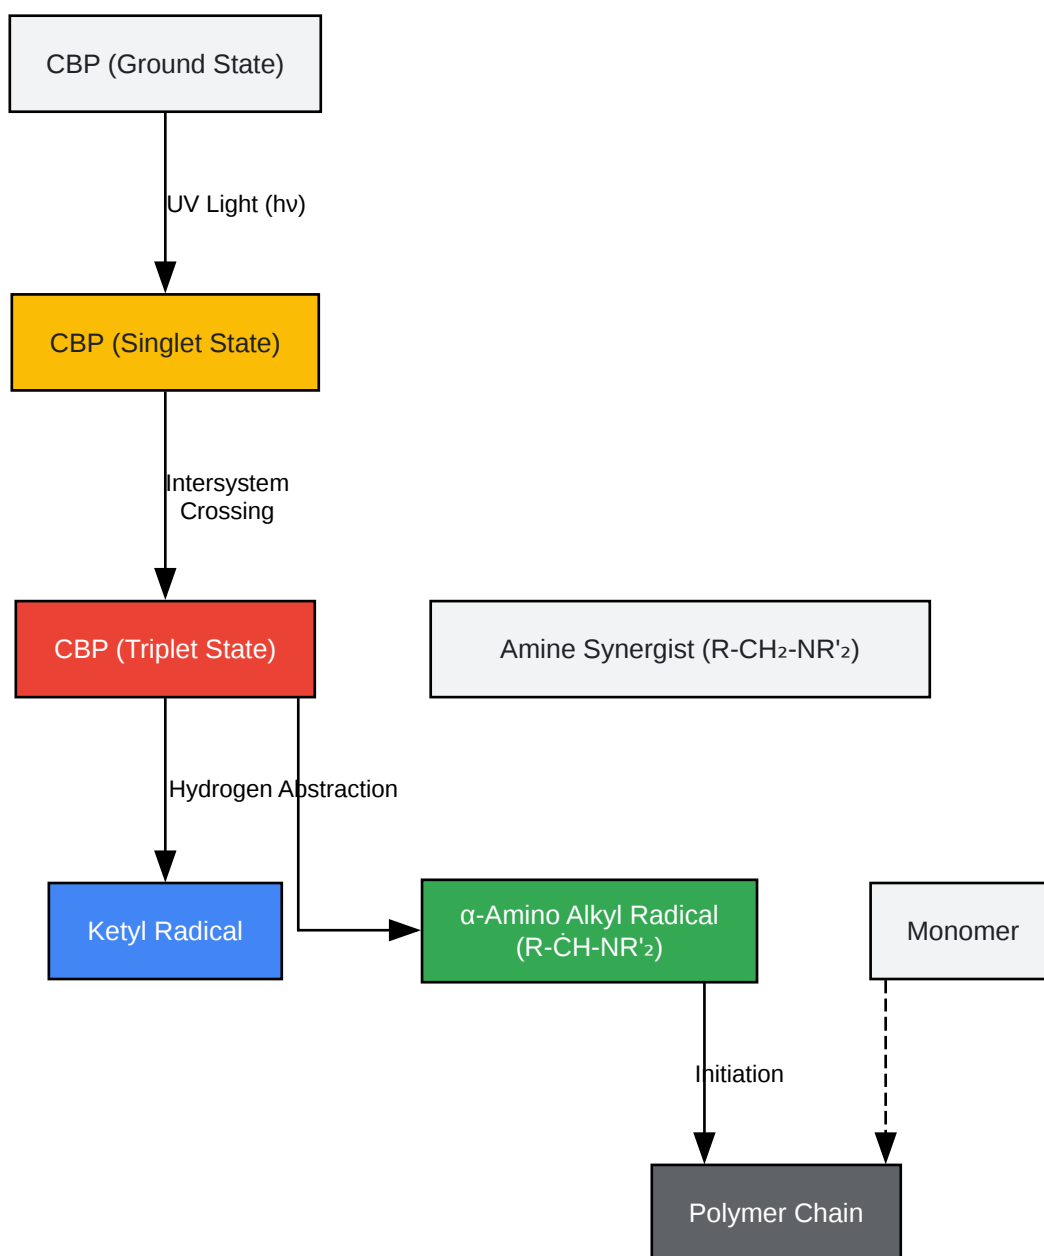 CBP (Ground State)
UV Light (hν)
CBP (Singlet State)
Intersystem
Crossing
CBP (Triplet State)
Amine Synergist (R-CH₂-NR'₂)
Hydrogen Abstraction
Ketyl Radical
α-Amino Alkyl Radical
(R-ĊH-NR'₂)
Monomer
Initiation
Polymer Chain